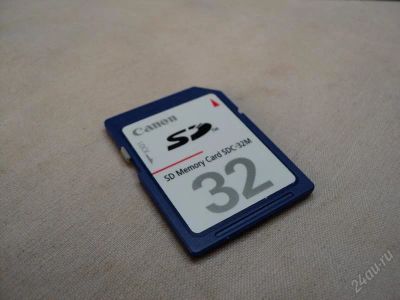 Canon
SD
SD Memory Card SDC-32M
32
24au.ru